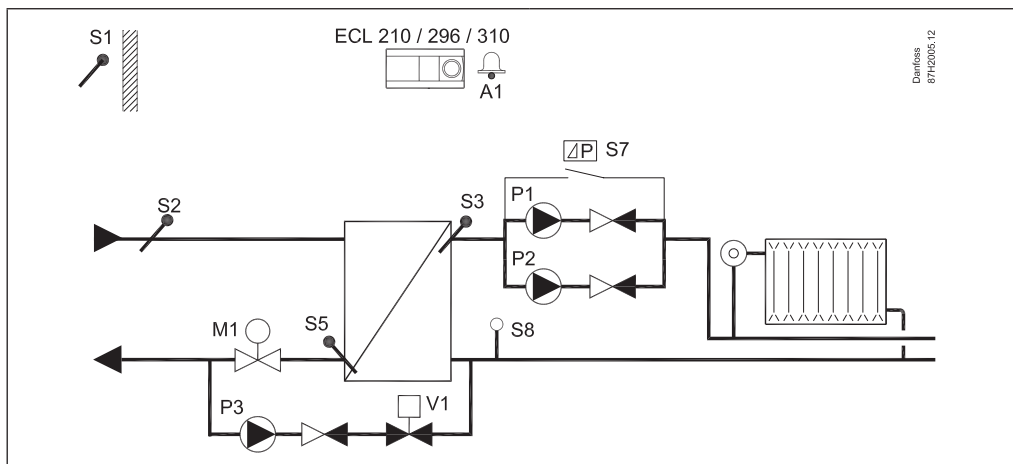 S1
ECL 210 / 296 / 310
A1
Danfoss
87H2005.12
P S7
S2
S3
P1
P2
M1
S5
S8
P3
V1